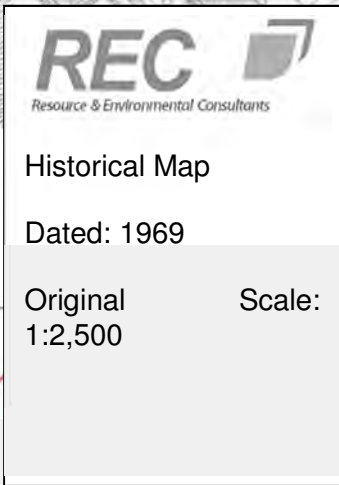 REC
Resource & Environmental Consultants
Historical Map
Dated: 1969
Original Scale:
1:2,500